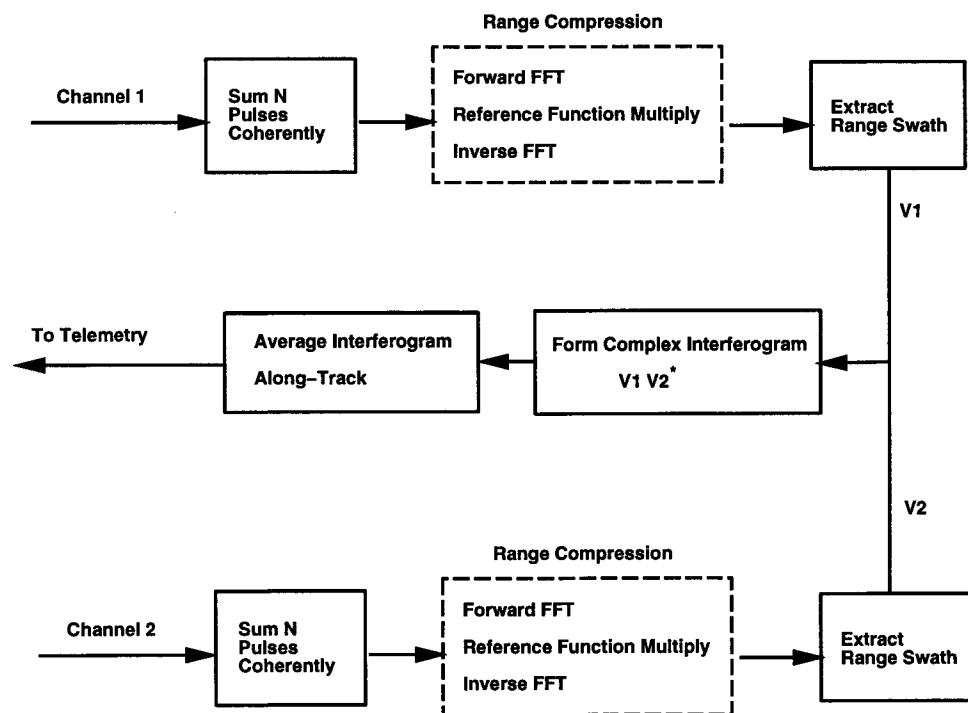 Range Compression
Channel 1
Sum N
Pulses
Coherently
Forward FFT
Reference Function Multiply
Inverse FFT
Extract
Range Swath
V1
To Telemetry
Average Interferogram
Along-Track
Form Complex Interferogram
V1 V2*
V2
Range Compression
Channel 2
Sum N
Pulses
Coherently
Forward FFT
Reference Function Multiply
Inverse FFT
Extract
Range Swath